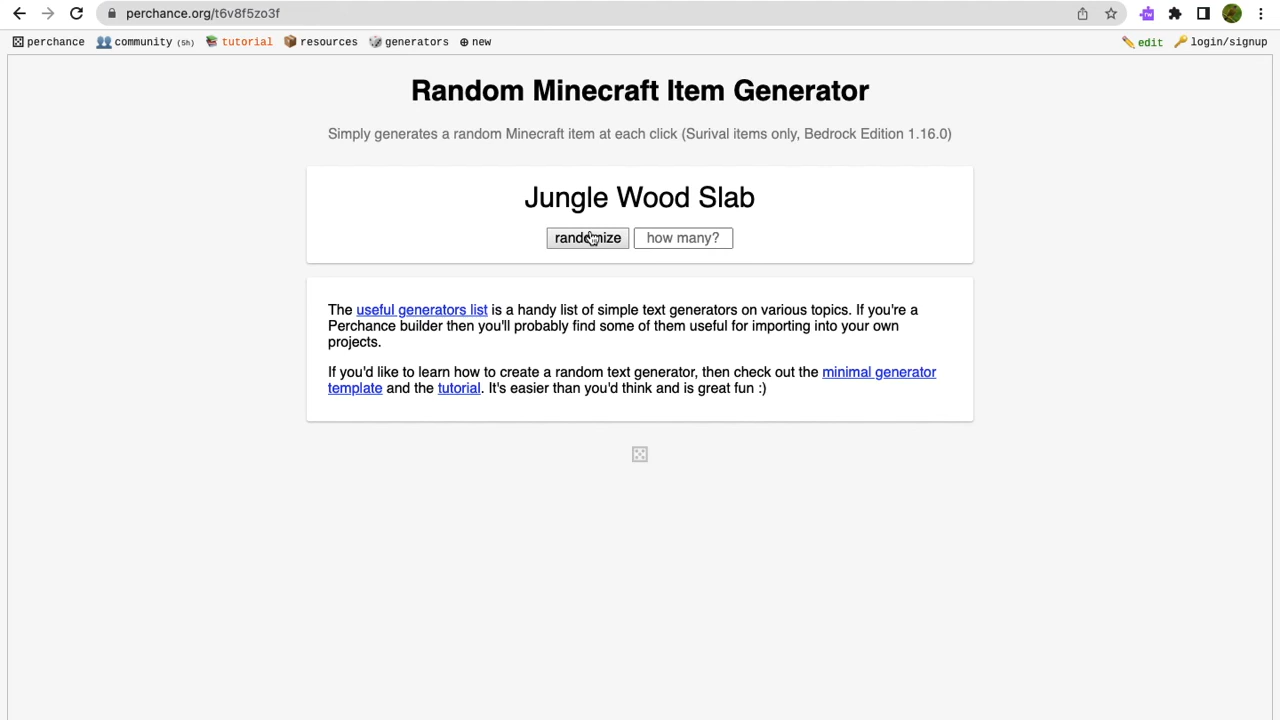 perchance.org/t6v8f5zo3f
perchance community (5h) tutorial resources generators new edit login/signup
Random Minecraft Item Generator
Simply generates a random Minecraft item at each click (Surival items only, Bedrock Edition 1.16.0)
Jungle Wood Slab
randomize how many?
The useful generators list is a handy list of simple text generators on various topics. If you're a
Perchance builder then you'll probably find some of them useful for importing into your own
projects.
If you'd like to learn how to create a random text generator, then check out the minimal generator
template and the tutorial. It's easier than you'd think and is great fun :)